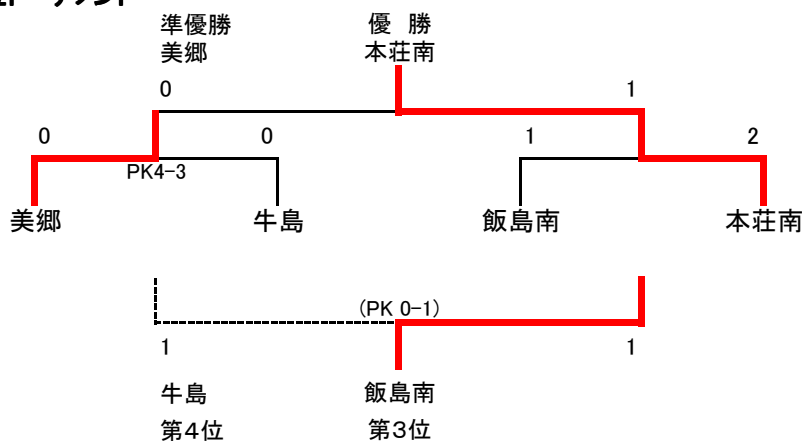 準優勝 優 勝
美郷 本荘南
0 1
0 0 1 2
PK4-3
美郷 牛島 飯島南 本荘南
(PK 0-1)
1 1
牛島 飯島南
第4位 第3位